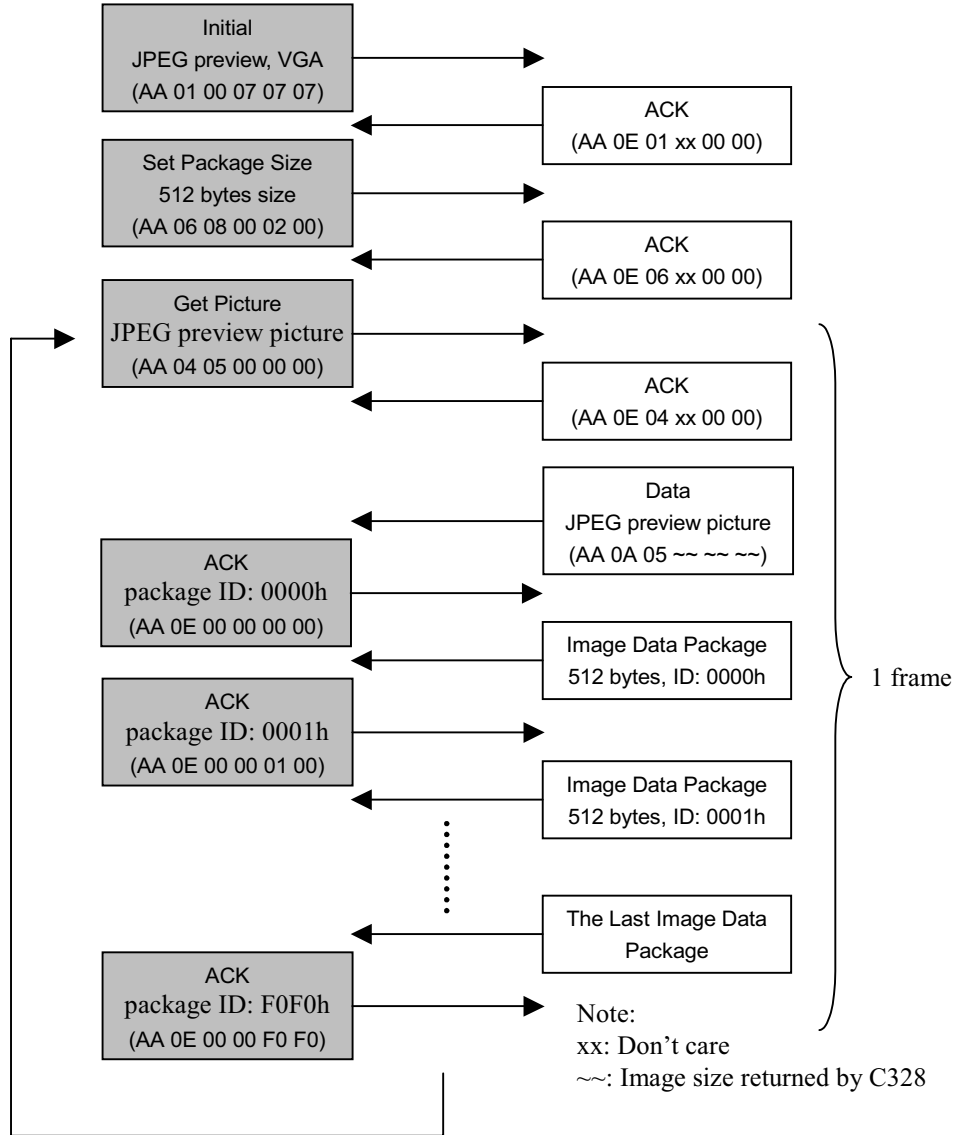 Initial
JPEG preview, VGA
(AA 01 00 07 07 07)
ACK
(AA 0E 01 xx 00 00)
Set Package Size
512 bytes size
(AA 06 08 00 02 00)
ACK
(AA 0E 06 xx 00 00)
Get Picture
JPEG preview picture
(AA 04 05 00 00 00)
ACK
(AA 0E 04 xx 00 00)
Data
JPEG preview picture
(AA 0A 05 ~~ ~~ ~~)
ACK
package ID: 0000h
(AA 0E 00 00 00 00)
Image Data Package
512 bytes, ID: 0000h
1 frame
ACK
package ID: 0001h
(AA 0E 00 00 01 00)
Image Data Package
512 bytes, ID: 0001h
The Last Image Data
Package
ACK
package ID: F0F0h
(AA 0E 00 00 F0 F0)
Note:
xx: Don't care
~~: Image size returned by C328